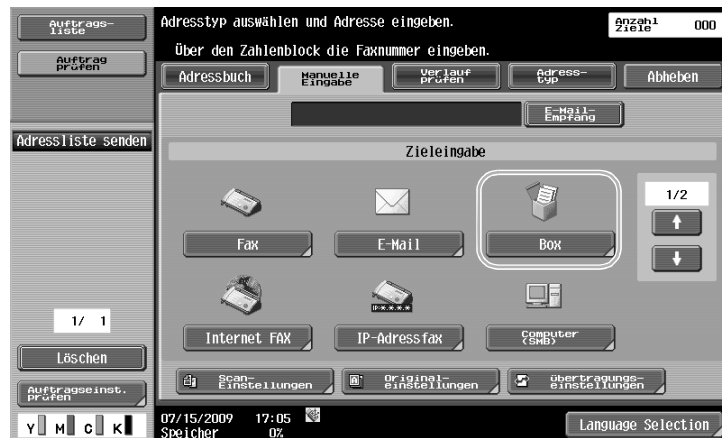 Auftrags-
liste
Auftrag
prüfen
Adressliste senden
1/ 1
Löschen
Auftragseinst.
prüfen
Y M C K
Adresstyp auswählen und Adresse eingeben.
Über den Zahlenblock die Faxnummer eingeben.
Anzahl
Ziele 000
Adressbuch
Manuelle
Eingabe
Verlauf
prüfen
Adress-
typ
Abheben
E-Mail-
Empfang
Zieleingabe
Fax
E-Mail
Box
1/2
Internet FAX
IP-Adressfax
Computer
(SMB)
IP×.×.×.×
Scan-
Einstellungen
Original-
einstellungen
übertragungs-
einstellungen
07/15/2009 17:05
Speicher 0%
Language Selection